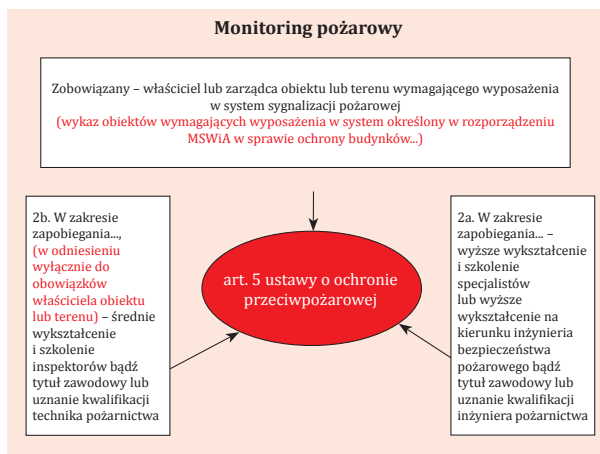 Monitoring pożarowy
Zobowiązany – właściciel lub zarządca obiektu lub terenu wymagającego wyposażenia
w system sygnalizacji pożarowej
(wykaz obiektów wymagających wyposażenia w system określony w rozporządzeniu
MSWiA w sprawie ochrony budynków...)
2b. W zakresie
zapobiegania...,
(w odniesieniu
wyłącznie do
obowiązków
właściciela obiektu
lub terenu) – średnie
wykształcenie
i szkolenie
inspektorów bądź
tytuł zawodowy lub
uznanie kwalifikacji
technika pożarnictwa
art. 5 ustawy o ochronie
przeciwpożarowej
2a. W zakresie
zapobiegania... –
wyższe wykształcenie
i szkolenie
specjalistów
lub wyższe
wykształcenie na
kierunku inżynieria
bezpieczeństwa
pożarowego bądź
tytuł zawodowy lub
uznanie kwalifikacji
inżyniera pożarnictwa